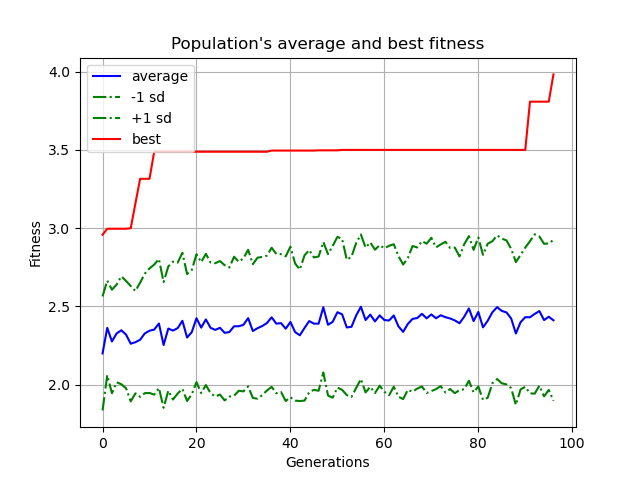 Population's average and best fitness
average
-1 sd
+1 sd
best
Fitness
4.0
3.5
3.0
2.5
2.0
0 20 40 60 80 100
Generations